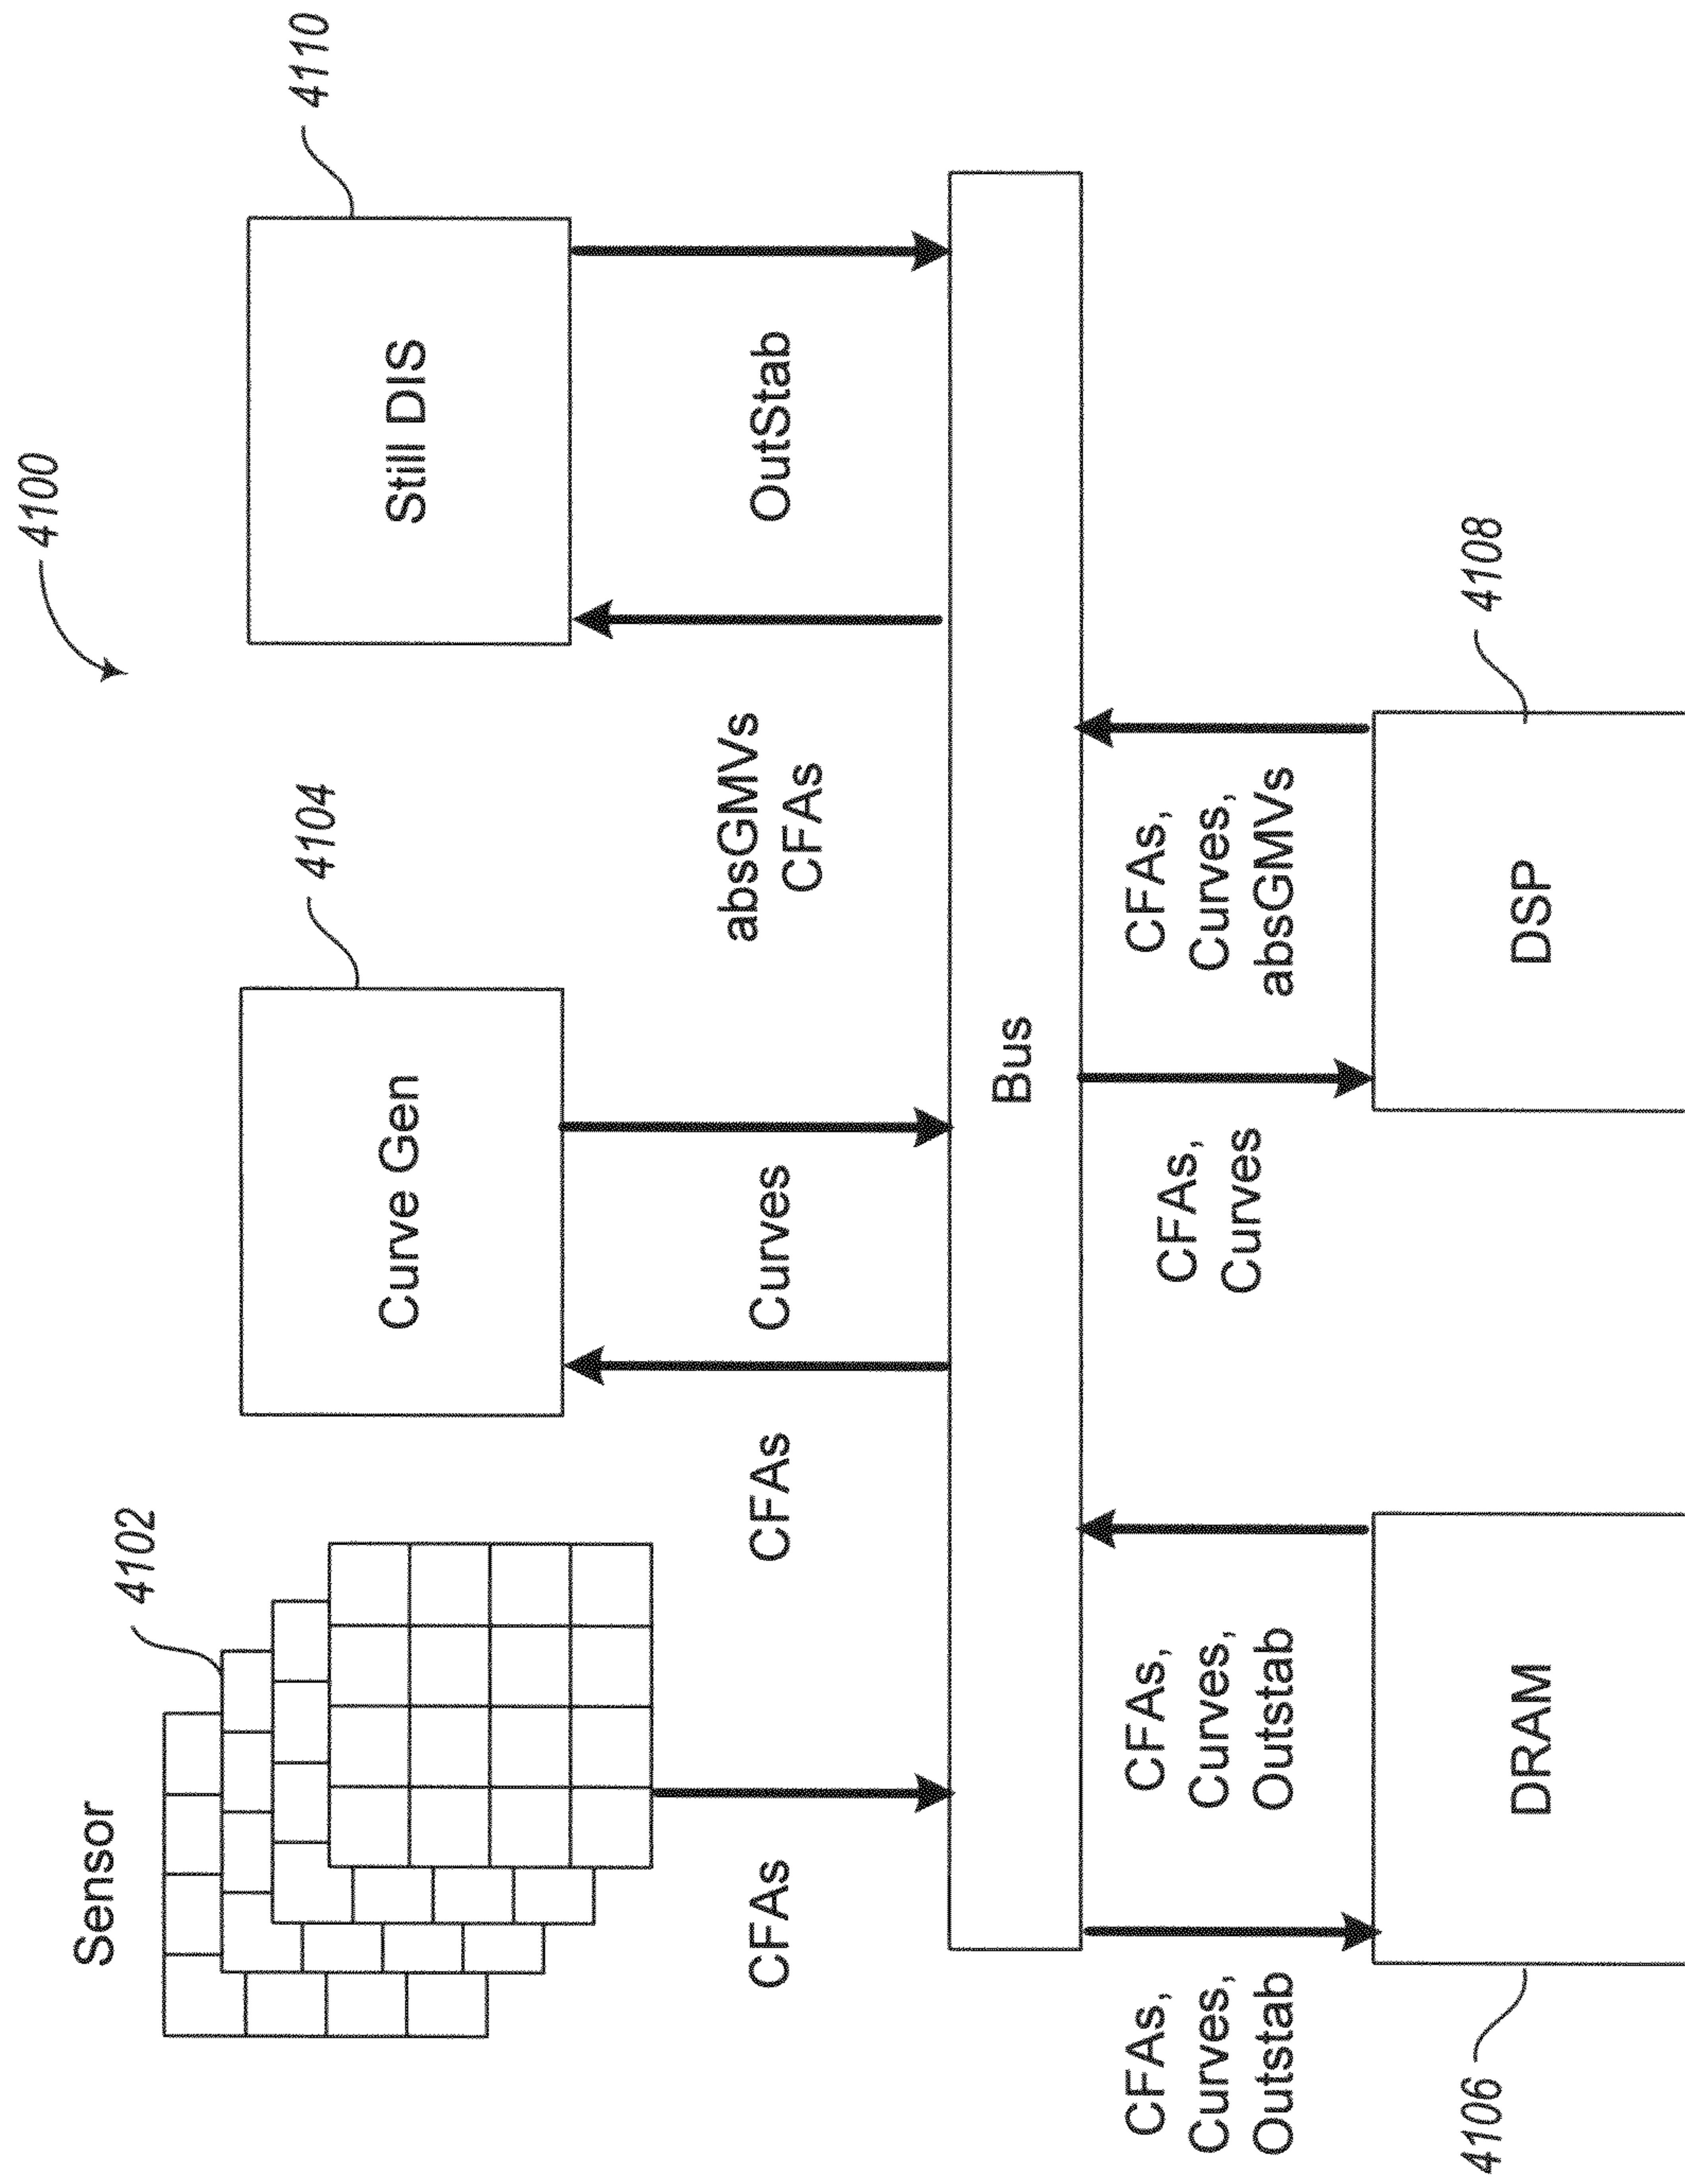 4100
Sensor
4102
4104
4110
Curve Gen
Still DIS
CFAs
CFAs
Curves
absGMVs
CFAs
OutStab
Bus
CFAs,
Curves,
Outstab
CFAs,
Curves,
Outstab
CFAs,
Curves
CFAs,
Curves,
absGMVs
4106
DRAM
DSP
4108